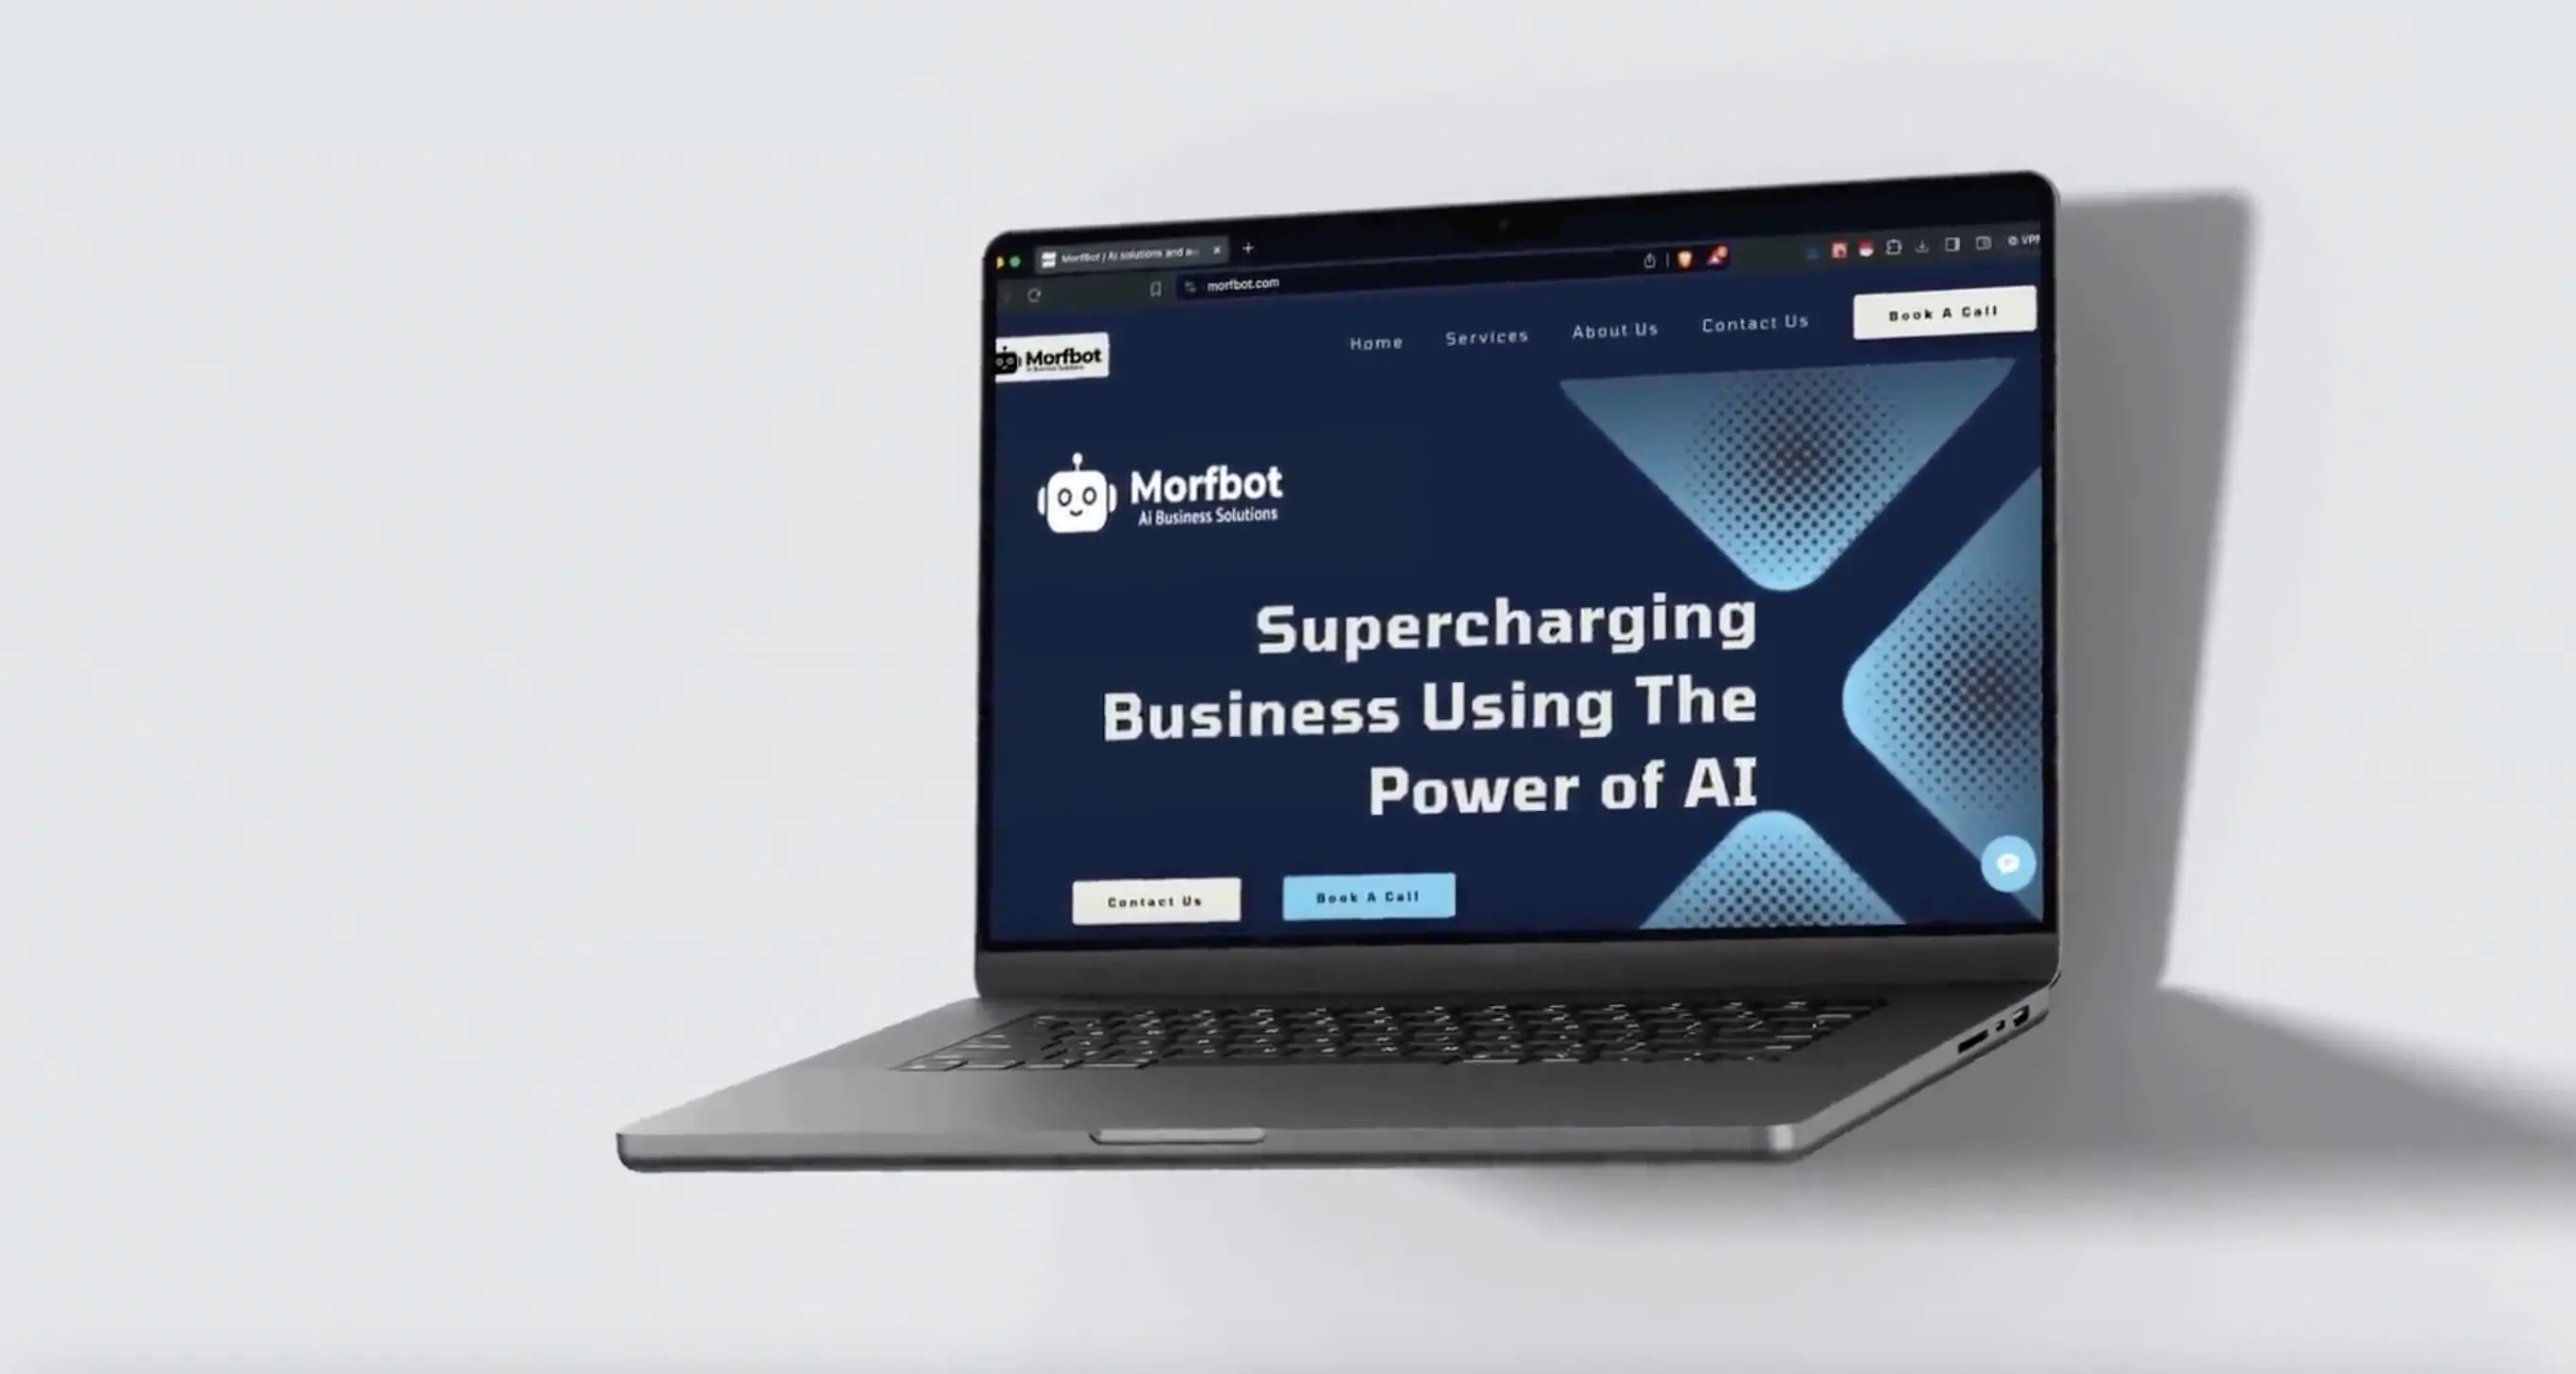 Morfbot | Ai solutions and au
morfbot.com
VPN
Morfbot
Ai Business Solutions
Home
Services
About Us
Contact Us
Book A Call
Morfbot
Ai Business Solutions
Supercharging
Business Using The
Power of AI
Contact Us
Book A Call